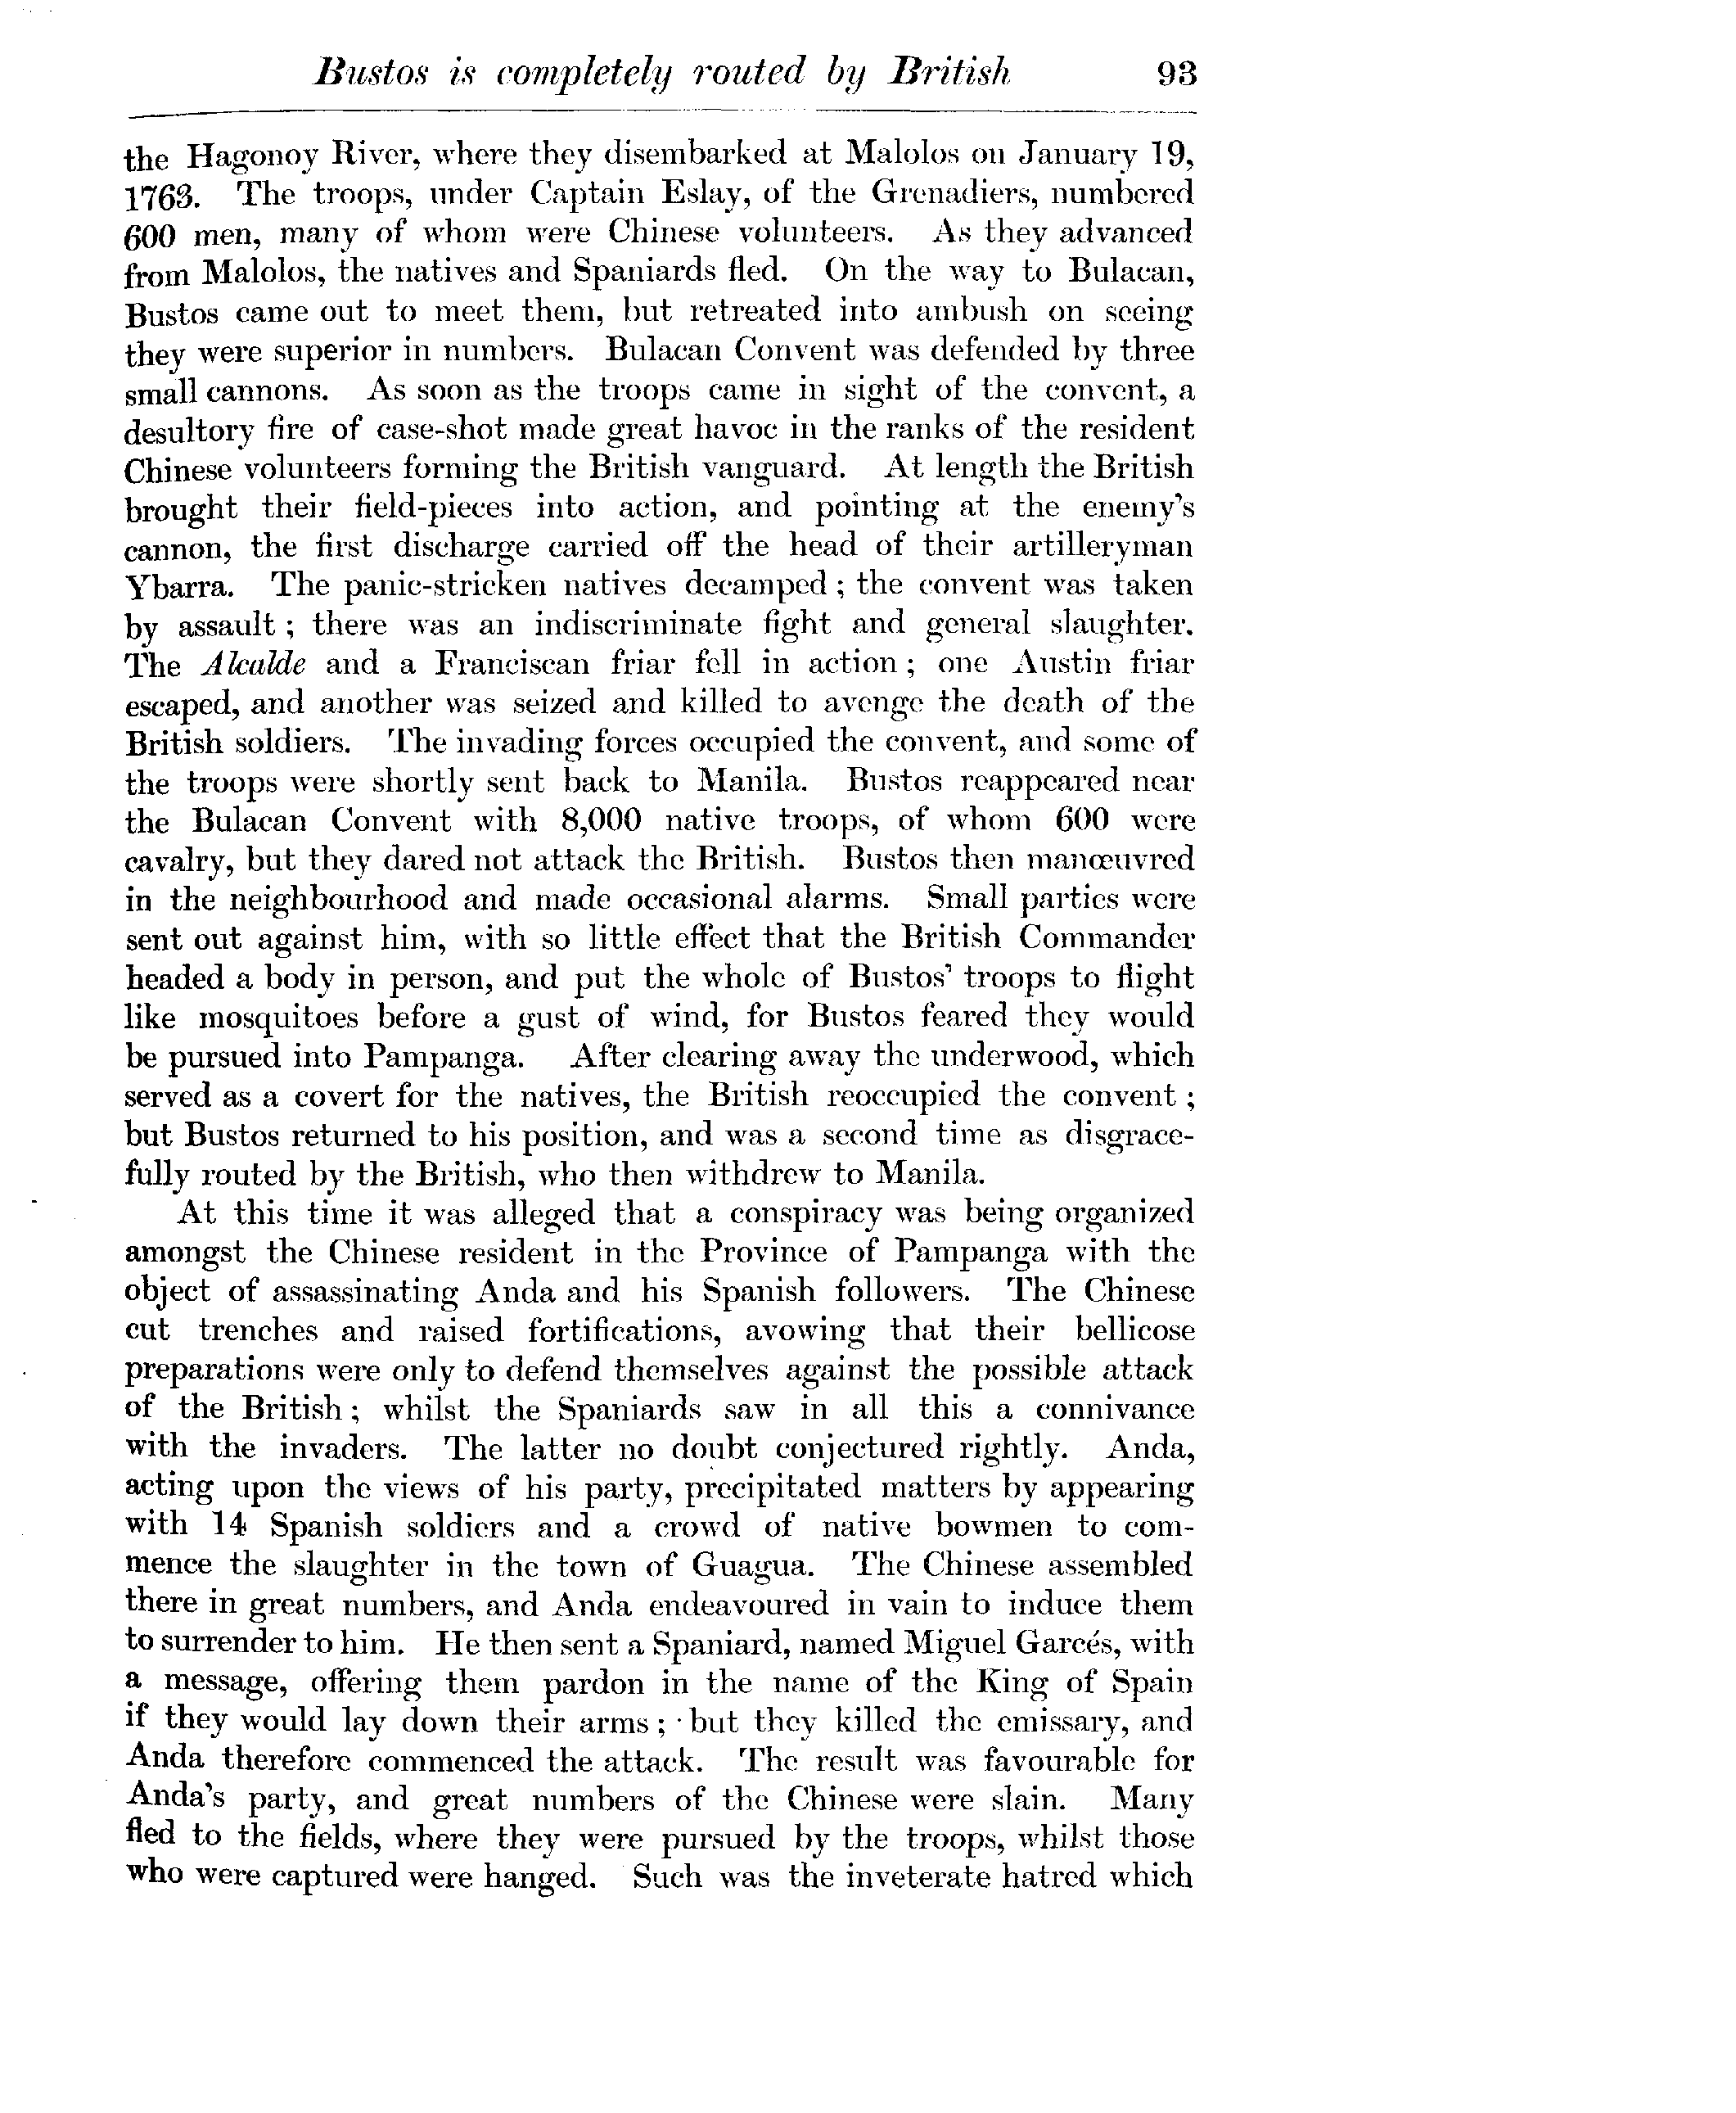 Bustos is completely routed by British 93
the Hagonoy River, where they disembarked at Malolos on January 19,
1763. The troops, under Captain Eslay, of the Grenadiers, numbered
600 men, many of whom were Chinese volunteers. As they advanced
from Malolos, the natives and Spaniards fled. On the way to Bulacan,
Bustos came out to meet them, but retreated into ambush on seeing
they were superior in numbers. Bulacan Convent was defended by three
small cannons. As soon as the troops came in sight of the convent, a
desultory fire of case-shot made great havoc in the ranks of the resident
Chinese volunteers forming the British vanguard. At length the British
brought their field-pieces into action, and pointing at the enemy's
cannon, the first discharge carried off the head of their artilleryman
Ybarra. The panic-stricken natives decamped ; the convent was taken
by assault ; there was an indiscriminate fight and general slaughter.
The Alcalde and a Franciscan friar fell in action ; one Austin friar
escaped, and another was seized and killed to avenge the death of the
British soldiers. The invading forces occupied the convent, and some of
the troops were shortly sent back to Manila. Bustos reappeared near
the Bulacan Convent with 8,000 native troops, of whom 600 were
cavalry, but they dared not attack the British. Bustos then manœuvred
in the neighbourhood and made occasional alarms. Small parties were
sent out against him, with so little effect that the British Commander
headed a body in person, and put the whole of Bustos' troops to flight
like mosquitoes before a gust of wind, for Bustos feared they would
be pursued into Pampanga. After clearing away the underwood, which
served as a covert for the natives, the British reoccupied the convent ;
but Bustos returned to his position, and was a second time as disgrace-
fully routed by the British, who then withdrew to Manila.
At this time it was alleged that a conspiracy was being organized
amongst the Chinese resident in the Province of Pampanga with the
object of assassinating Anda and his Spanish followers. The Chinese
cut trenches and raised fortifications, avowing that their bellicose
preparations were only to defend themselves against the possible attack
of the British ; whilst the Spaniards saw in all this a connivance
with the invaders. The latter no doubt conjectured rightly. Anda,
acting upon the views of his party, precipitated matters by appearing
with 14 Spanish soldiers and a crowd of native bowmen to com-
mence the slaughter in the town of Guagua. The Chinese assembled
there in great numbers, and Anda endeavoured in vain to induce them
to surrender to him. He then sent a Spaniard, named Miguel Garcés, with
a message, offering them pardon in the name of the King of Spain
if they would lay down their arms ; but they killed the emissary, and
Anda therefore commenced the attack. The result was favourable for
Anda's party, and great numbers of the Chinese were slain. Many
fled to the fields, where they were pursued by the troops, whilst those
who were captured were hanged. Such was the inveterate hatred which